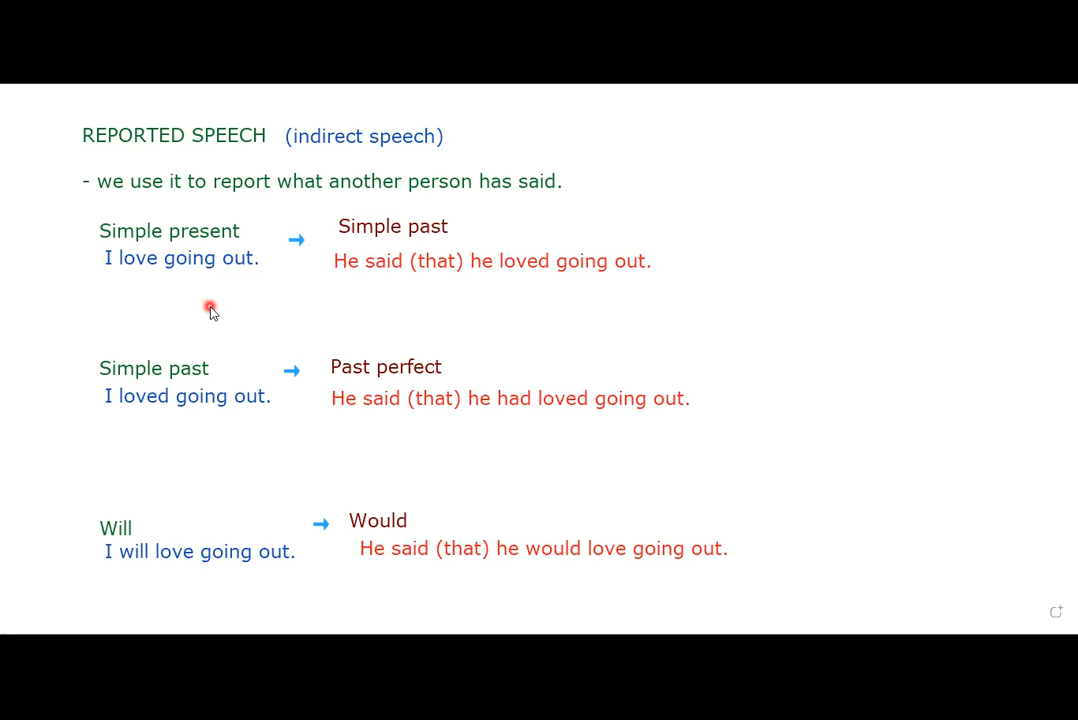 REPORTED SPEECH (indirect speech)
- we use it to report what another person has said.
Simple present → Simple past
I love going out. He said (that) he loved going out.
Simple past → Past perfect
I loved going out. He said (that) he had loved going out.
Will → Would
I will love going out. He said (that) he would love going out.